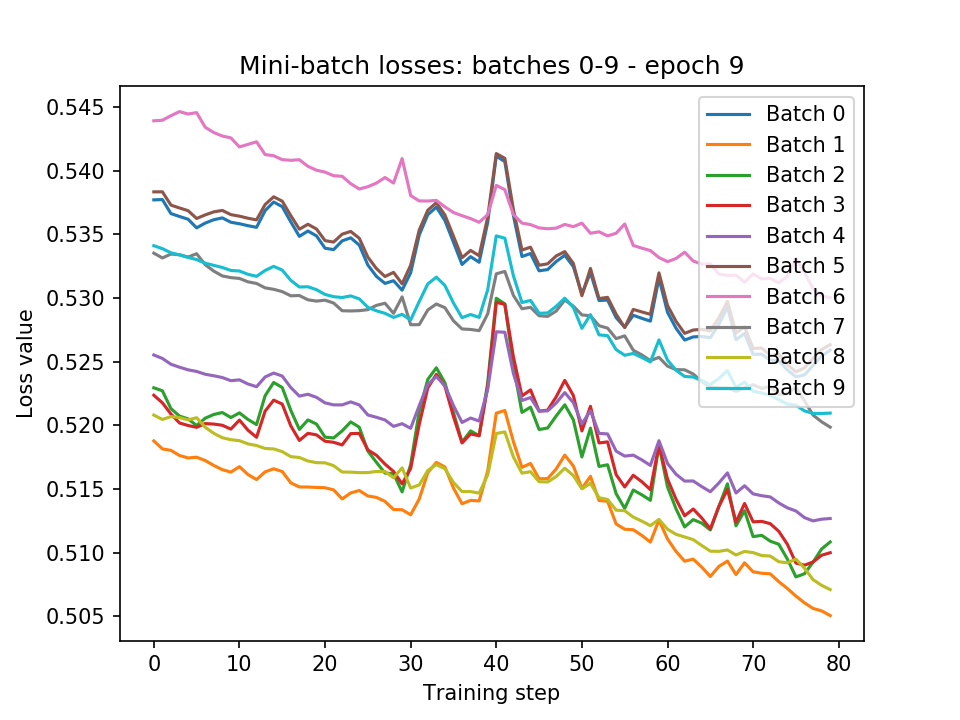 Mini-batch losses: batches 0-9 - epoch 9
0.545
0.540
0.535
0.530
0.525
0.520
0.515
0.510
0.505
Loss value
0
10
20
30
40
50
60
70
80
Training step
Batch 0
Batch 1
Batch 2
Batch 3
Batch 4
Batch 5
Batch 6
Batch 7
Batch 8
Batch 9